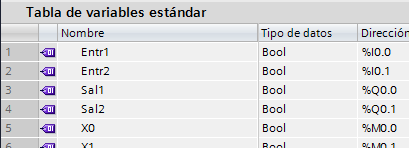 Tabla de variables estándar
Nombre Tipo de datos Dirección
1 Entr1 Bool %I0.0
2 Entr2 Bool %I0.1
3 Sal1 Bool %Q0.0
4 Sal2 Bool %Q0.1
5 X0 Bool %M0.0
6 X1 Bool %M0.1